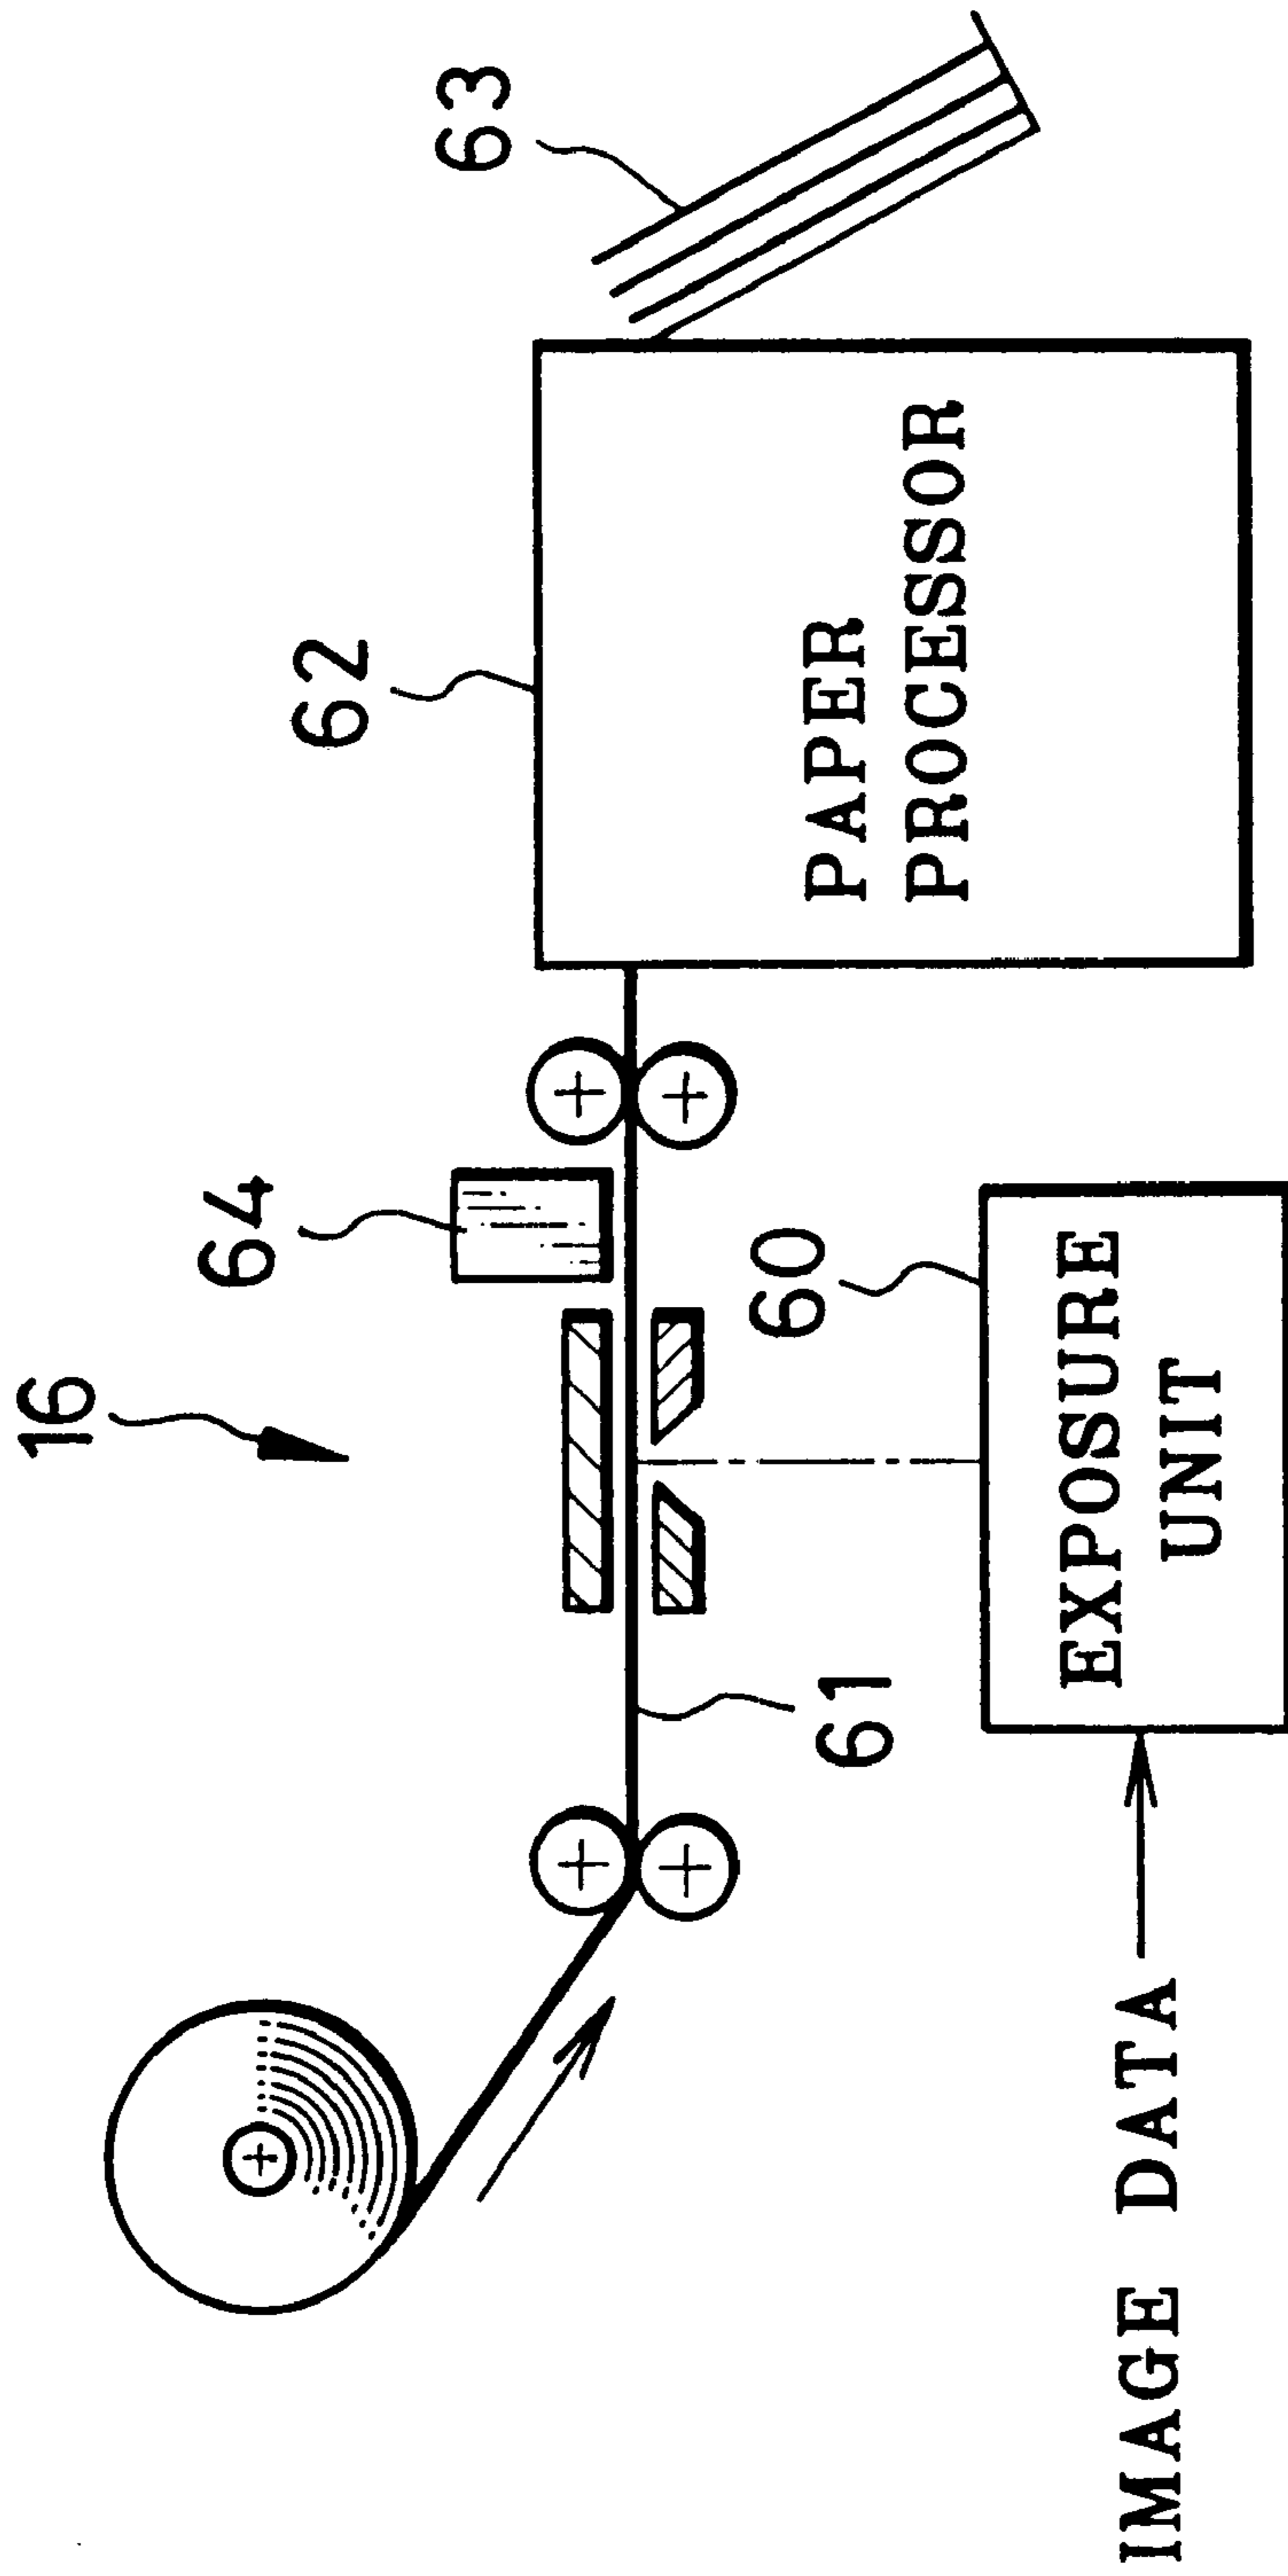 16
64
62
63
61
60
PAPER
PROCESSOR
EXPOSURE
UNIT
IMAGE DATA